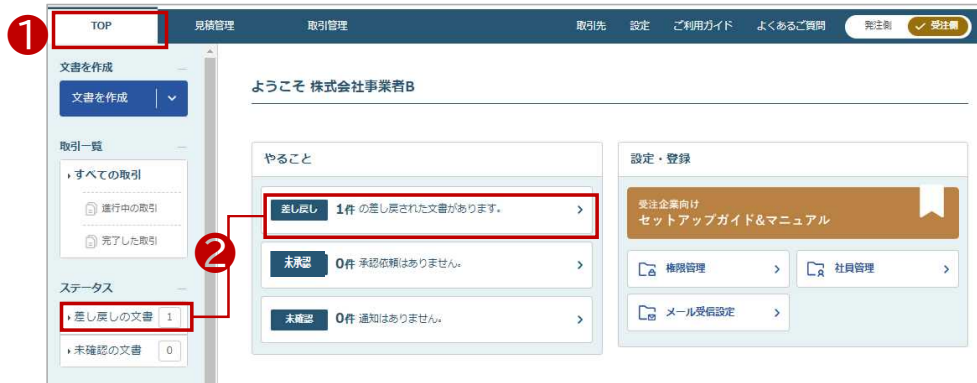 1
TOP
見積管理
取引管理
取引先
設定
ご利用ガイド
よくあるご質問
発注側
受注側
文書を作成
文書を作成
取引一覧
すべての取引
進行中の取引
完了した取引
ステータス
差し戻しの文書 1
未確認の文書 0
2
ようこそ 株式会社事業者B
やること
差し戻し 1件 の差し戻された文書があります。
未承認 0件 承認依頼はありません。
未確認 0件 通知はありません。
設定・登録
受注企業向け
セットアップガイド&マニュアル
権限管理
社員管理
メール受信設定